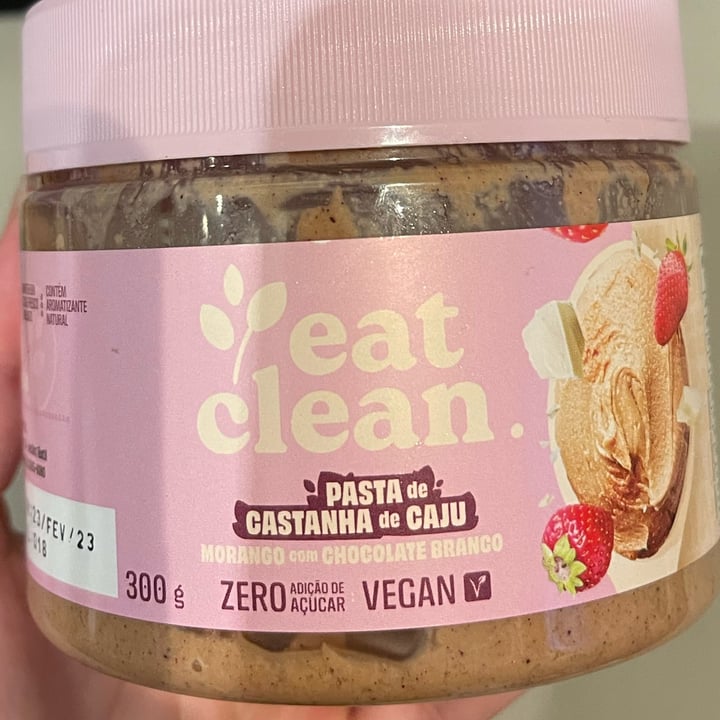 CONTÉM
AROMATIZANTE
NATURAL
eat
clean.
PASTA de
CASTANHA de CAJU
MORANGO com CHOCOLATE BRANCO
300 g
ZERO ADIÇÃO DE AÇÚCAR VEGAN V
23/FEV/23
018